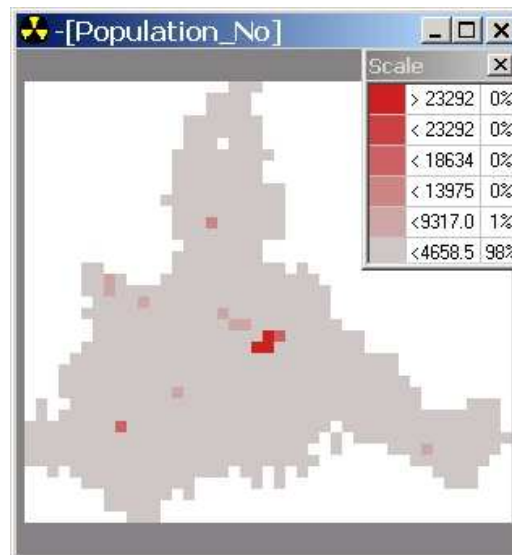 -[Population_No]
Scale
> 23292 0%
< 23292 0%
< 18634 0%
< 13975 0%
<9317.0 1%
<4658.5 98%